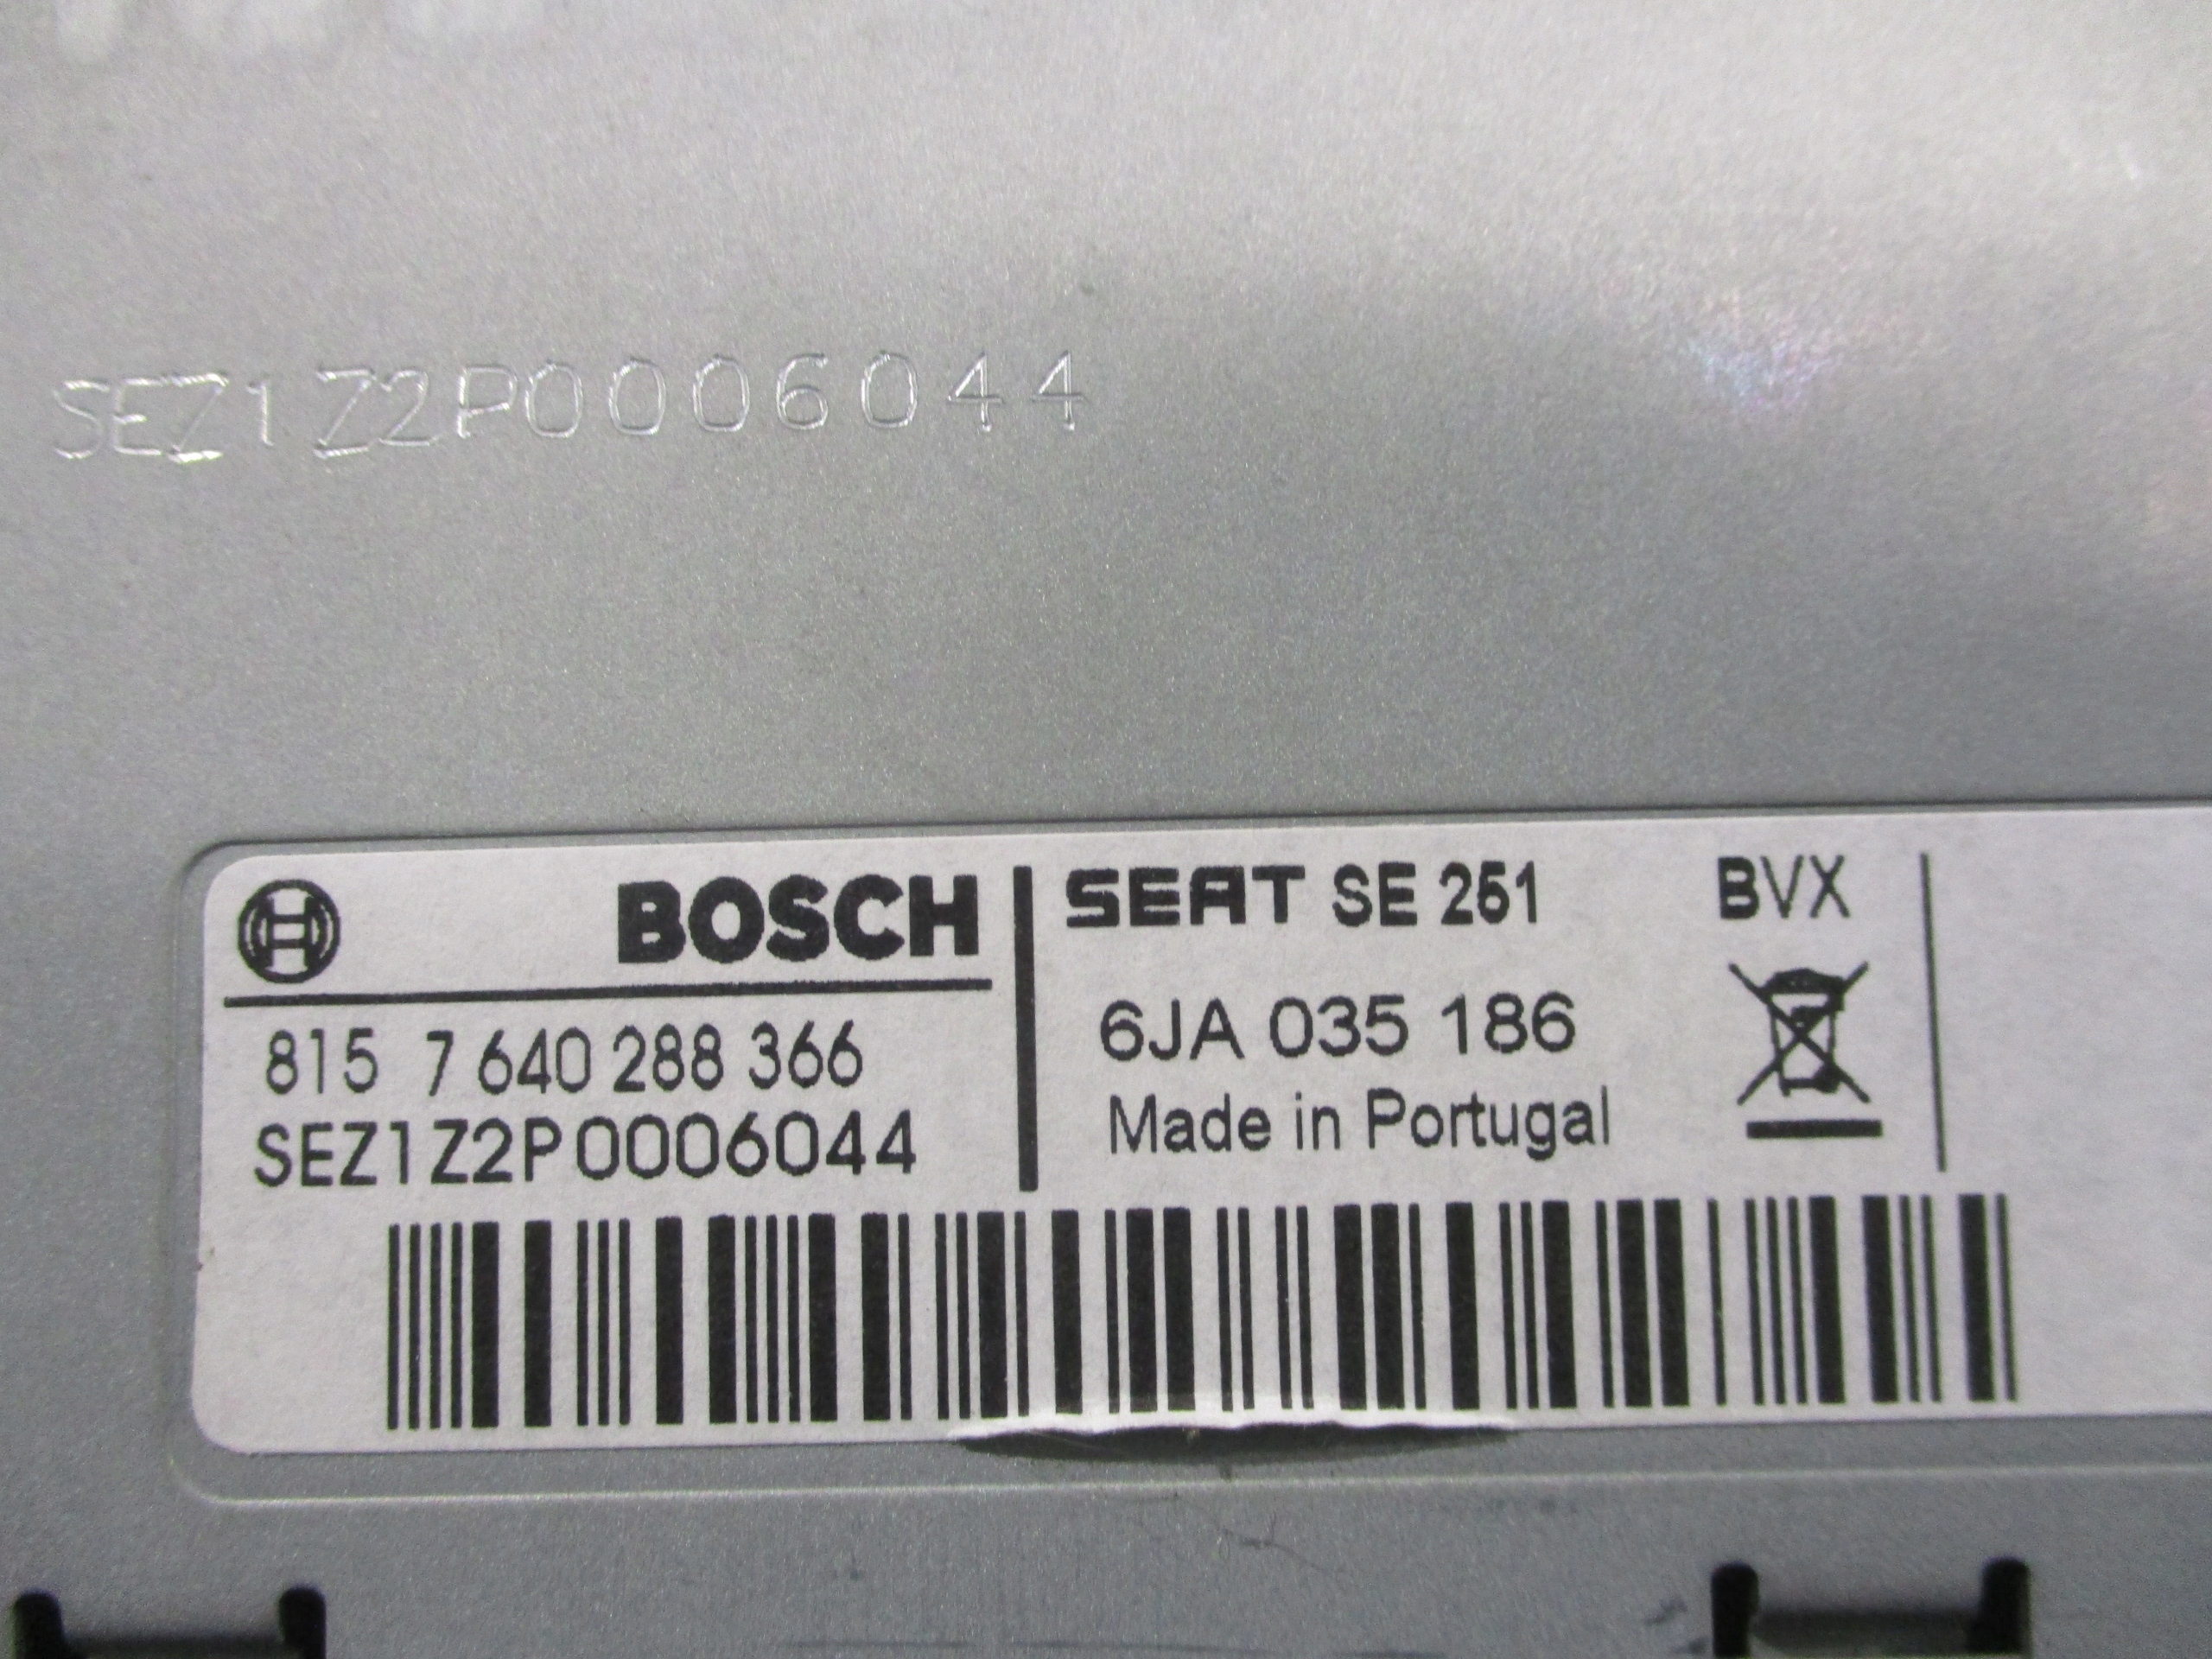 SEZ1Z2P0006044
BOSCH
815 7 640 288 366
SEZ1Z2P0006044
SEAT SE 251 BVX
6JA 035 186
Made in Portugal